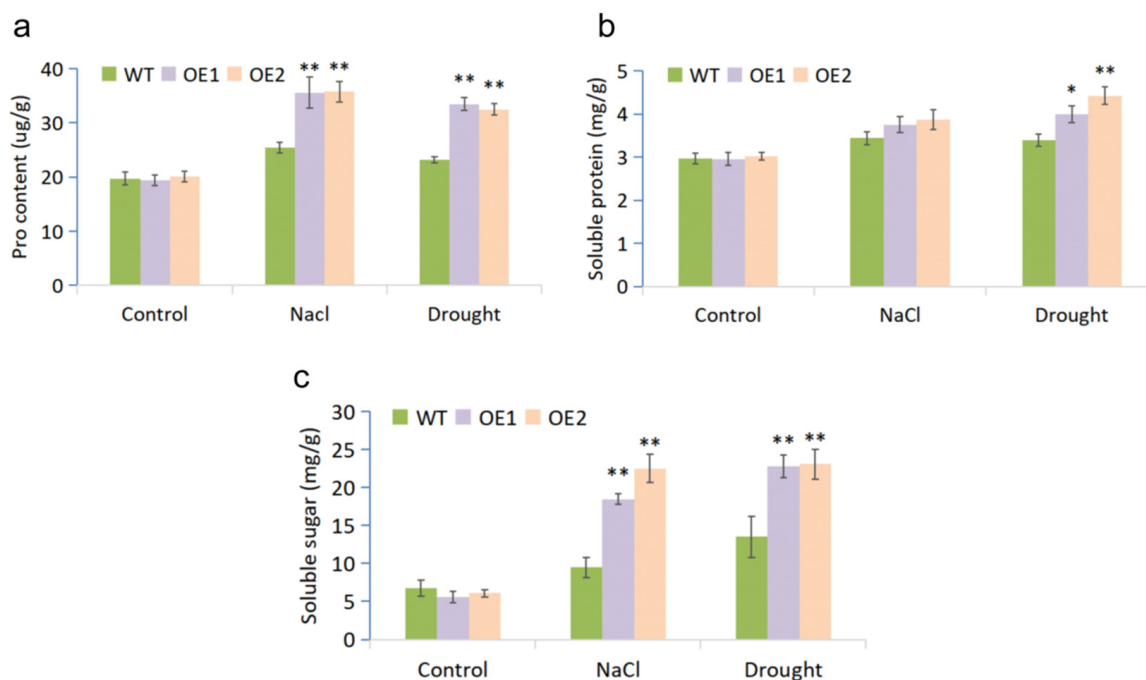 a
WT OE1 OE2
** ** ** **
Pro content (ug/g)
40
30
20
10
0
Control Nacl Drought
b
WT OE1 OE2
* **
Soluble protein (mg/g)
5
4
3
2
1
0
Control NaCl Drought
c
WT OE1 OE2
** ** ** **
Soluble sugar (mg/g)
30
25
20
15
10
5
0
Control NaCl Drought